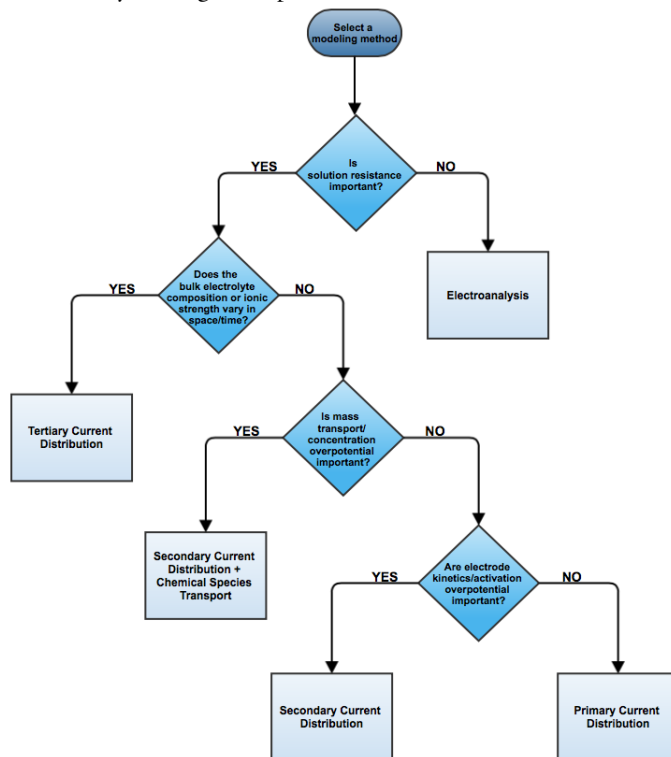 Select a
modeling method
Is
solution resistance
important?
YES
NO
Does the
bulk electrolyte
composition or ionic
strength vary in
space/time?
YES
NO
Electroanalysis
Tertiary Current
Distribution
Is mass
transport/
concentration
overpotential
important?
YES
NO
Secondary Current
Distribution +
Chemical Species
Transport
Are electrode
kinetics/activation
overpotential
important?
YES
NO
Secondary Current
Distribution
Primary Current
Distribution